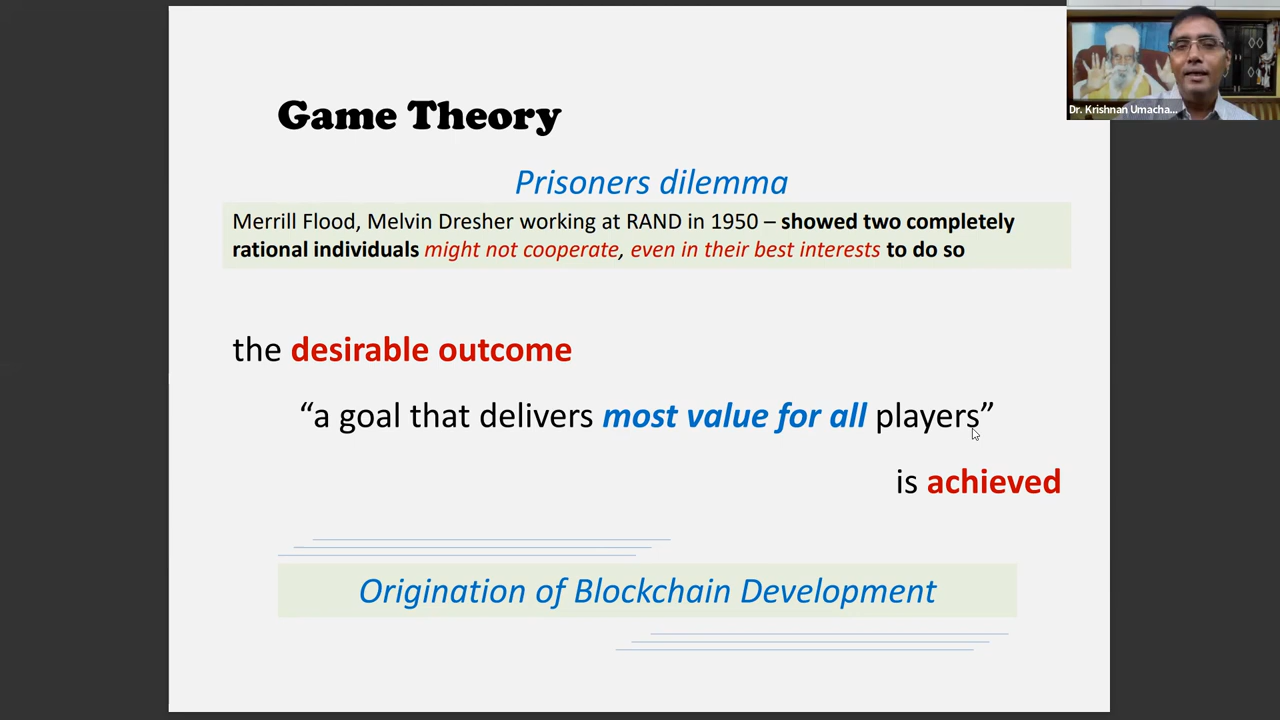 Game Theory
Prisoners dilemma
Merrill Flood, Melvin Dresher working at RAND in 1950 – showed two completely
rational individuals might not cooperate, even in their best interests to do so
the desirable outcome
“a goal that delivers most value for all players”
is achieved
Origination of Blockchain Development
Dr. Krishnan Umacha...